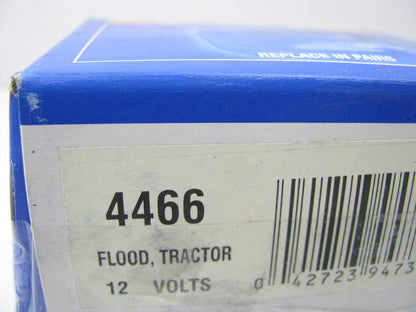 REPLACE IN PAIRS
4466
FLOOD, TRACTOR
12 VOLTS
0 42723 9473